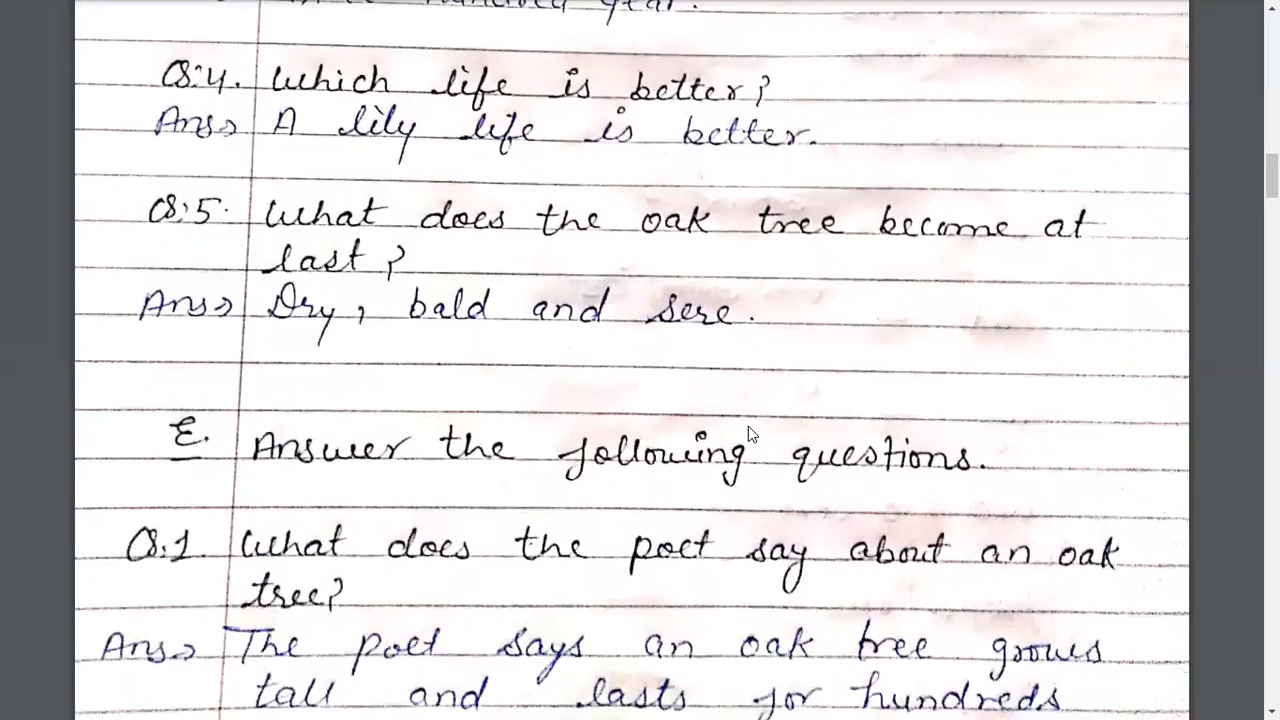 hundred year.
Q:4. Which life is better?
Ans→ A lily life is better.
Q:5. What does the oak tree become at
last?
Ans→ Dry, bald and sere.
E. Answer the following questions.
Q.1 What does the poet say about an oak
tree?
Ans→ The poet says an oak tree grows
tall and lasts for hundreds